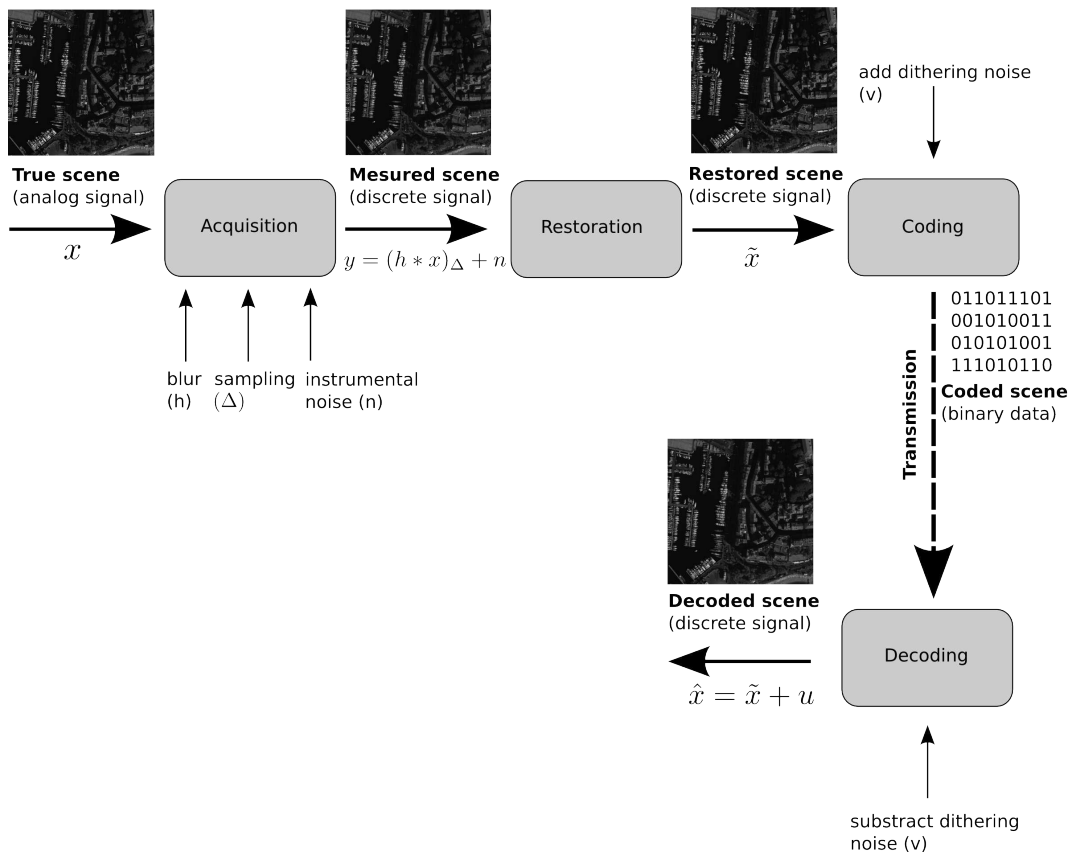 True scene
(analog signal)
x
Acquisition
blur
(h)
sampling
(Δ)
instrumental
noise (n)
Mesured scene
(discrete signal)
y = (h ∗ x)_Δ + n
Restoration
Restored scene
(discrete signal)
x̃
add dithering noise
(v)
Coding
011011101
001010011
010101001
111010110
Coded scene
(binary data)
Transmission
Decoding
substract dithering
noise (v)
Decoded scene
(discrete signal)
x̂ = x̃ + u